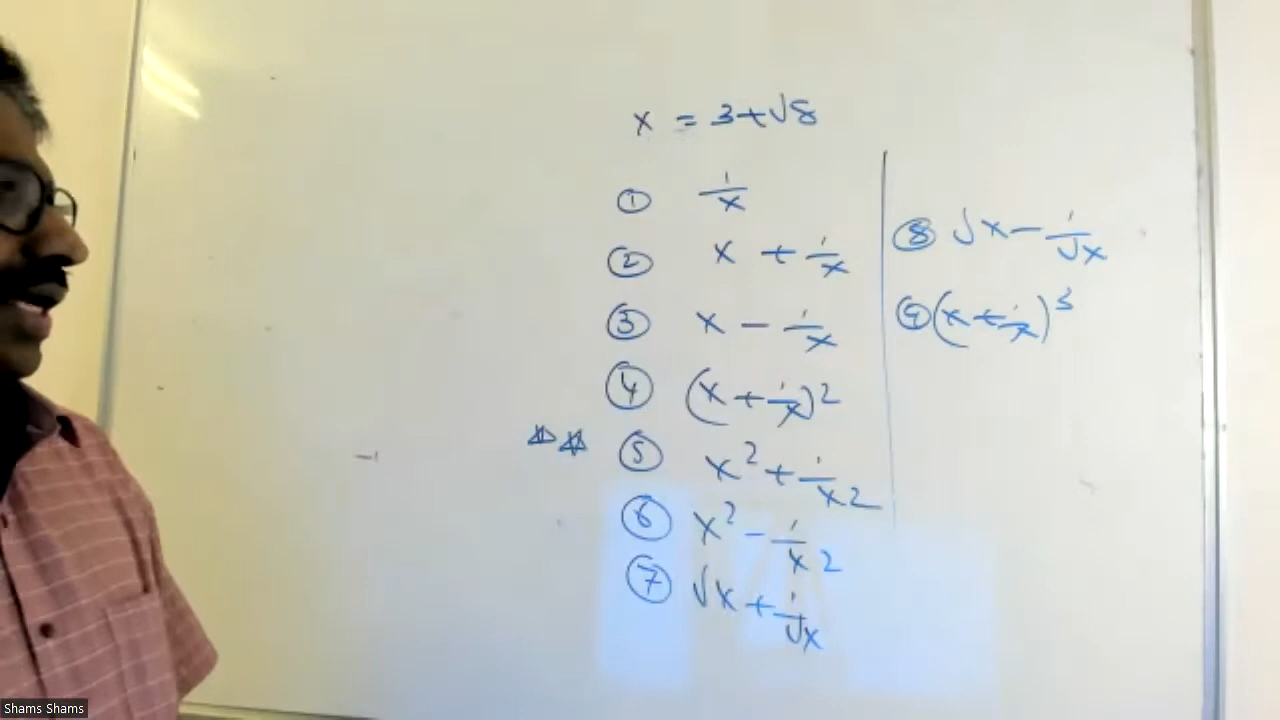 x = 3+√8
① 1/x
② x + 1/x
③ x - 1/x
④ (x + 1/x)2
⑤ x2 + 1/x2
⑥ x2 - 1/x2
⑦ √x + 1/√x
⑧ √x - 1/√x
⑨ (x + 1/x)3
Shams Shams